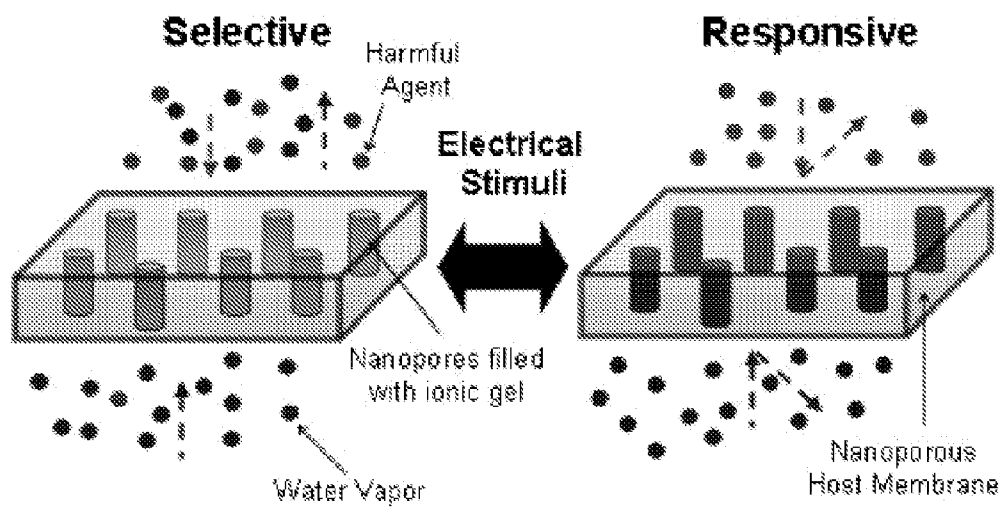 Selective
Responsive
Harmful
Agent
Electrical
Stimuli
Nanopores filled
with ionic gel
Water Vapor
Nanoporous
Host Membrane